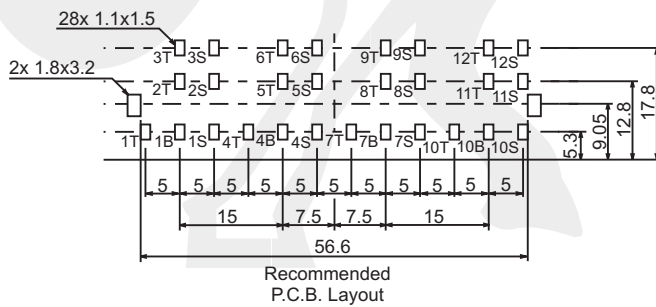 28x 1.1x1.5
3T 3S 6T 6S 9T 9S 12T 12S
2x 1.8x3.2
2T 2S 5T 5S 8T 8S 11T 11S
1T 1B 1S 4T 4B 4S 7T 7B 7S 10T 10B 10S
5.3 9.05 12.8 17.8
5 5 5 5 5 5 5 5 5 5 5
15 7.5 7.5 15
56.6
Recommended
P.C.B. Layout